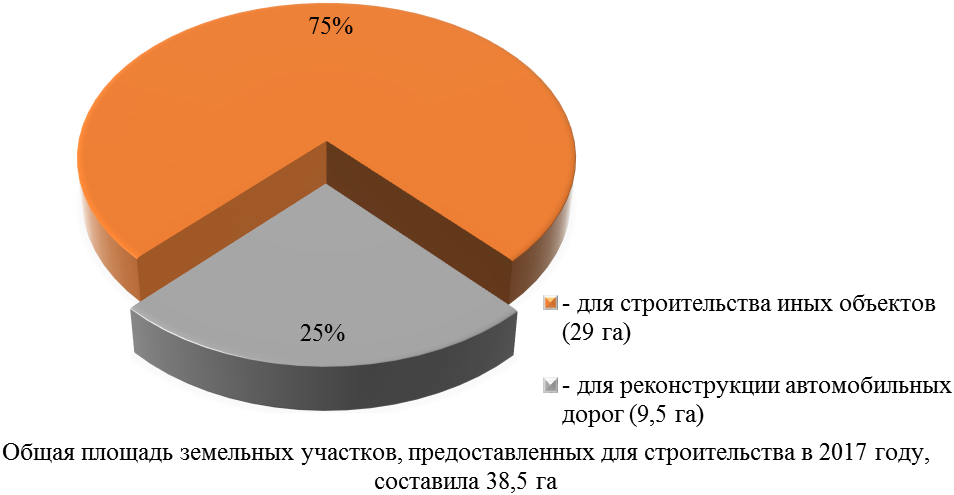 75%
25%
- для строительства иных объектов
(29 га)
- для реконструкции автомобильных
дорог (9,5 га)
Общая площадь земельных участков, предоставленных для строительства в 2017 году,
составила 38,5 га